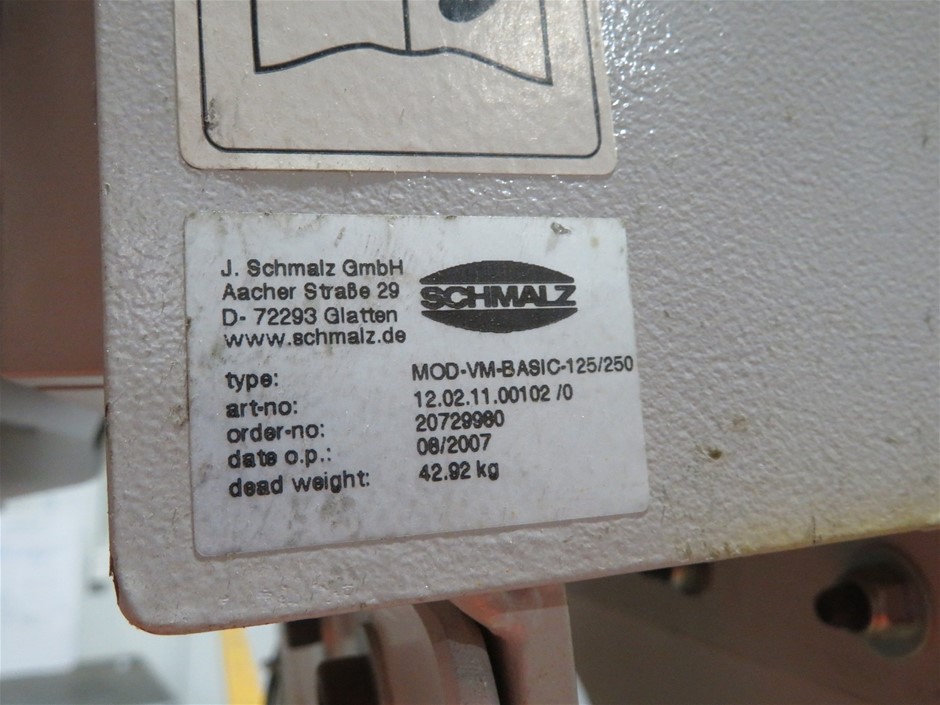 J. Schmalz GmbH
Aacher Straße 29
D- 72293 Glatten
www.schmalz.de
SCHMALZ
type: MOD-VM-BASIC-125/250
art-no: 12.02.11.00102 /0
order-no: 20729980
date o.p.: 08/2007
dead weight: 42.92 kg